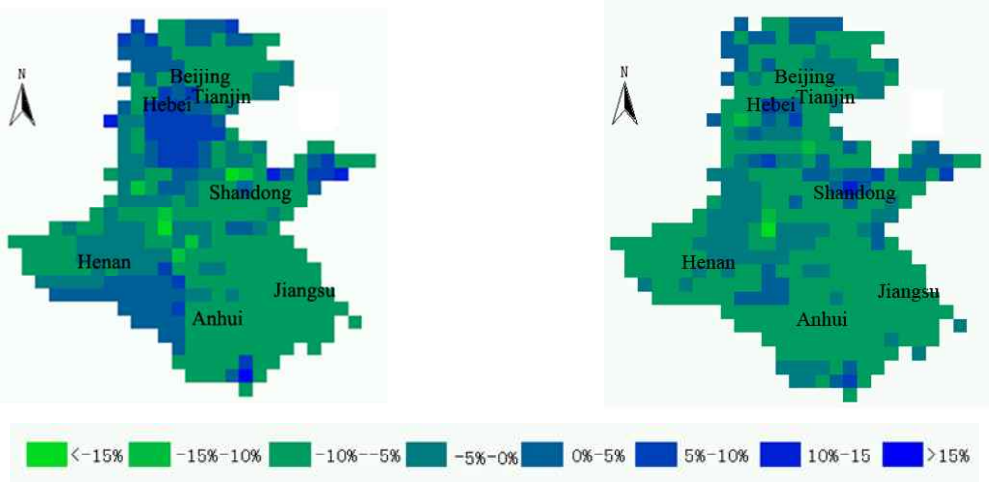 N
Beijing
Hebei
Tianjin
Shandong
Henan
Jiangsu
Anhui
N
Beijing
Hebei
Tianjin
Shandong
Henan
Jiangsu
Anhui
<-15% -15%-10% -10%--5% -5%-0% 0%-5% 5%-10% 10%-15 >15%